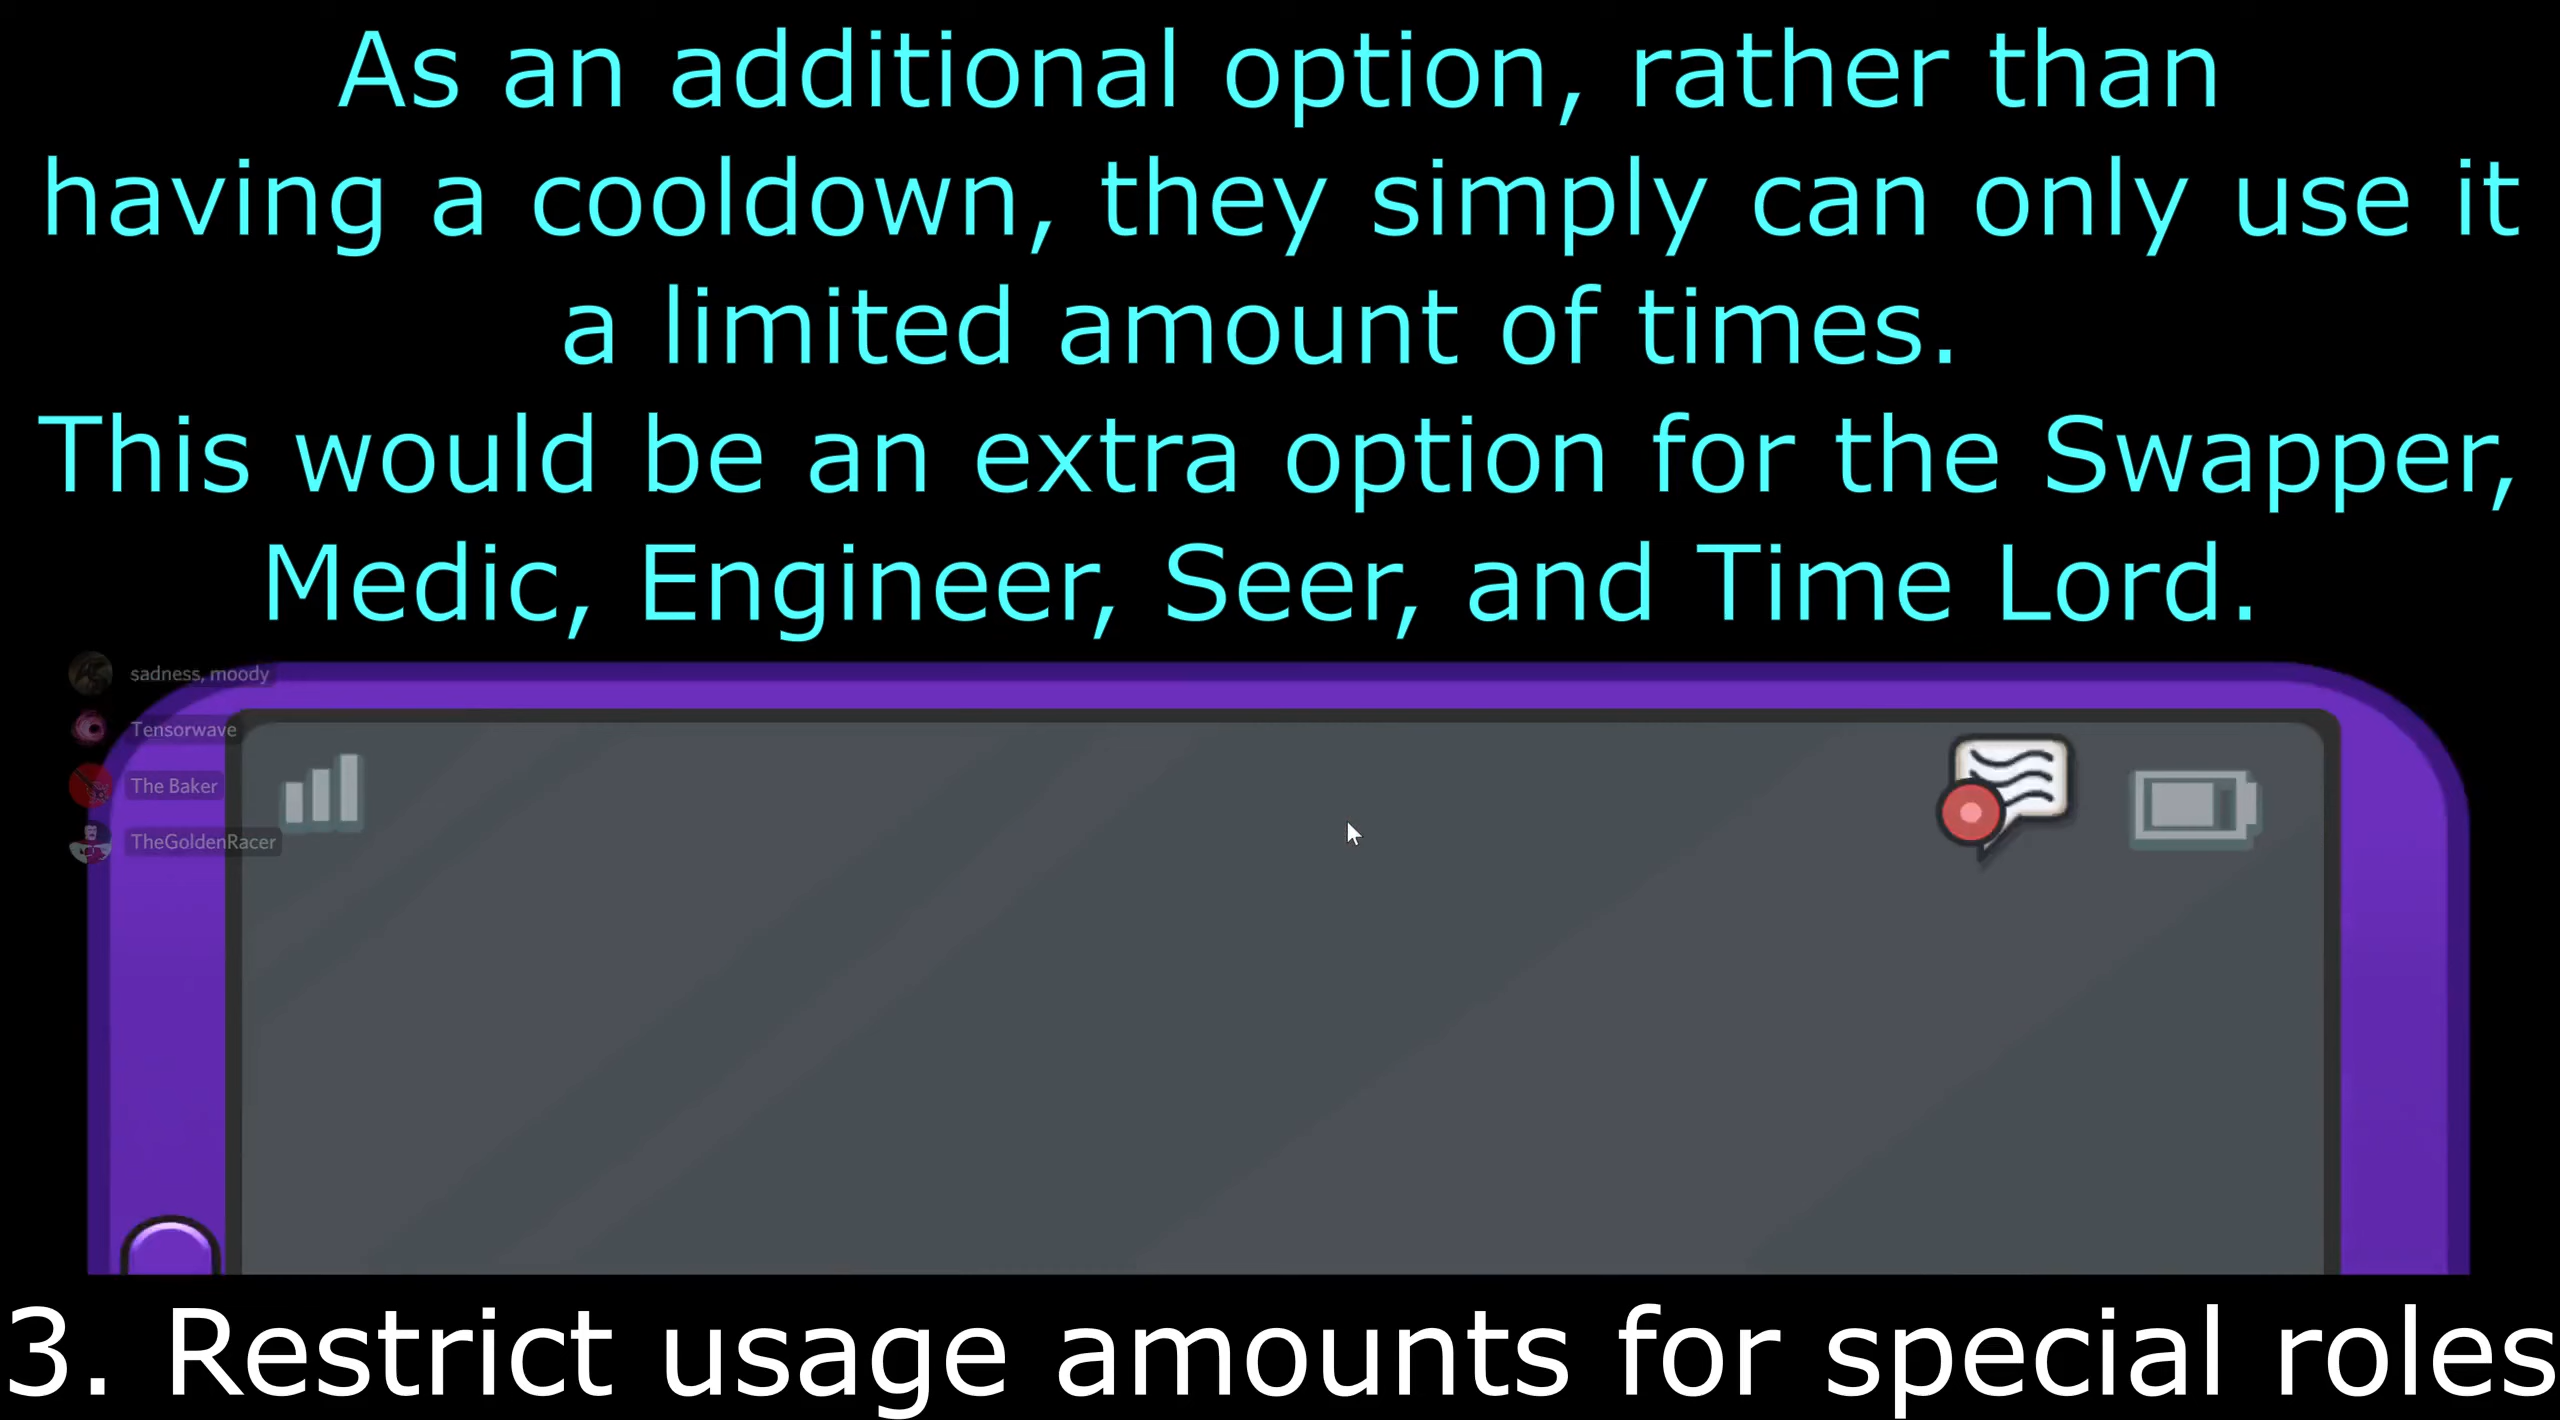 As an additional option, rather than
having a cooldown, they simply can only use it
a limited amount of times.
This would be an extra option for the Swapper,
Medic, Engineer, Seer, and Time Lord.
sadness, moody
Tensorwave
The Baker
TheGoldenRacer
3. Restrict usage amounts for special roles